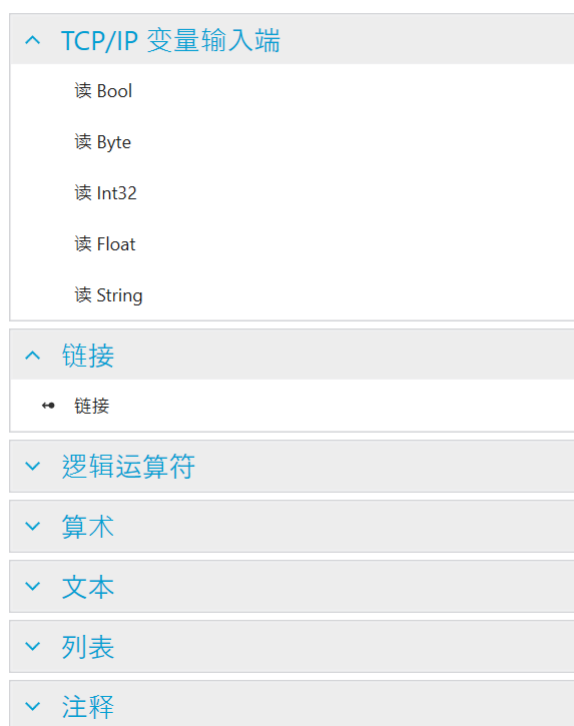 TCP/IP 变量输入端
读 Bool
读 Byte
读 Int32
读 Float
读 String
链接
链接
逻辑运算符
算术
文本
列表
注释